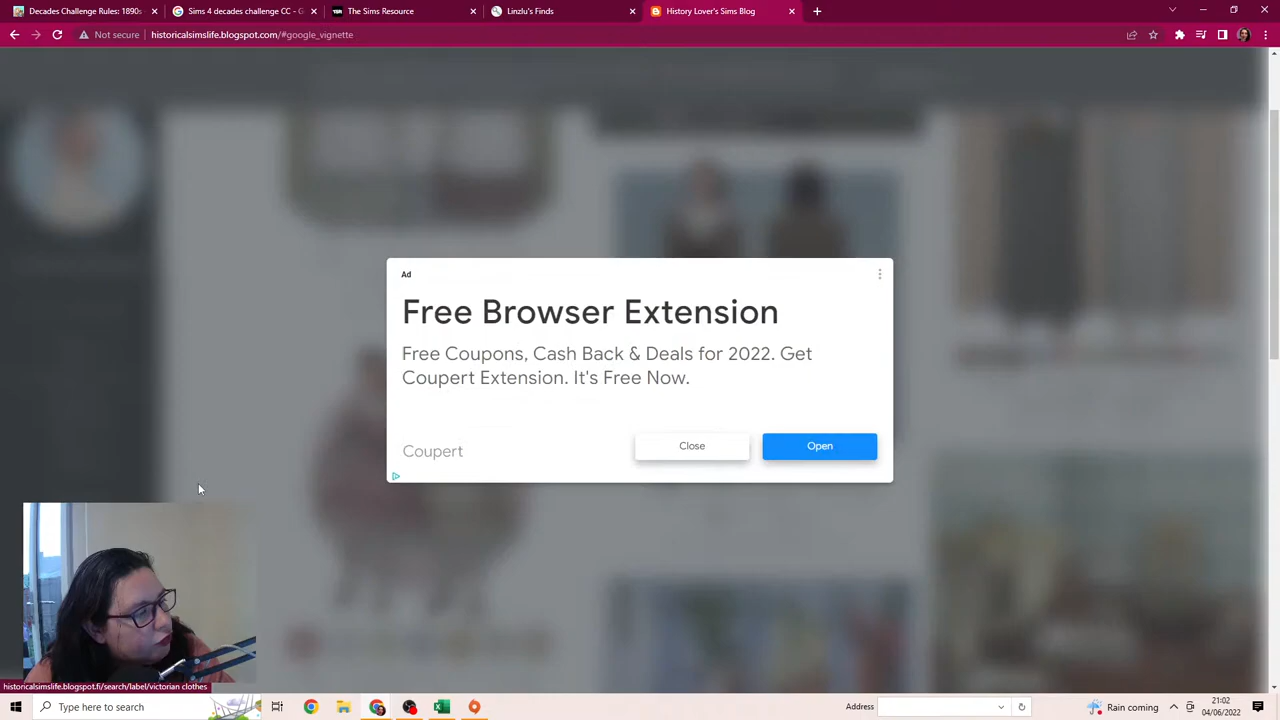 Decades Challenge Rules: 1890s
Sims 4 decades challenge CC - G
TSR
The Sims Resource
Linzlu's Finds
History Lover's Sims Blog
Not secure
historicalsimslife.blogspot.com/#google_vignette
Ad
Free Browser Extension
Free Coupons, Cash Back & Deals for 2022. Get
Coupert Extension. It's Free Now.
Coupert
Close
Open
historicalsimslife.blogspot.fi/search/label/victorian clothes
Type here to search
Address
Rain coming
21:02
04/06/2022